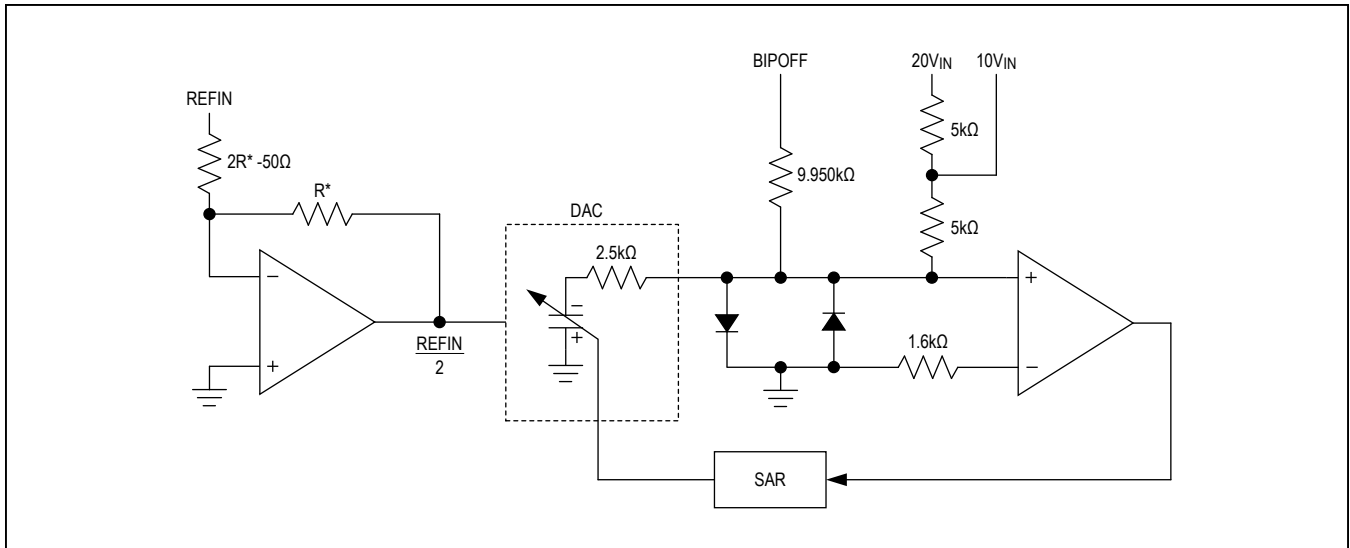 BIPOFF
20VIN 10VIN
REFIN
5kΩ
2R* -50Ω
9.950kΩ
R*
DAC
5kΩ
2.5kΩ
−
+
−
+
REFIN
2
+
1.6kΩ
−
SAR